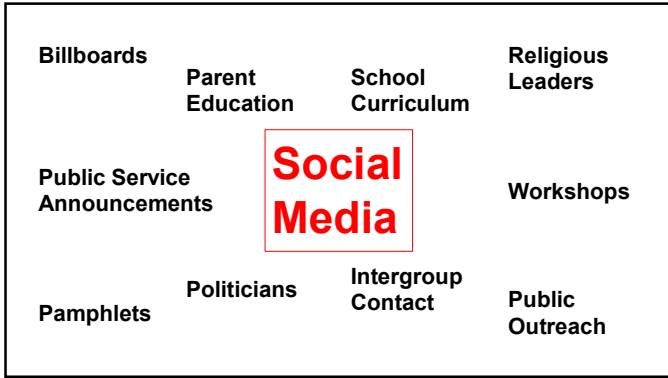 Billboards
Parent
Education
School
Curriculum
Religious
Leaders
Public Service
Announcements
Social
Media
Workshops
Pamphlets
Politicians
Intergroup
Contact
Public
Outreach